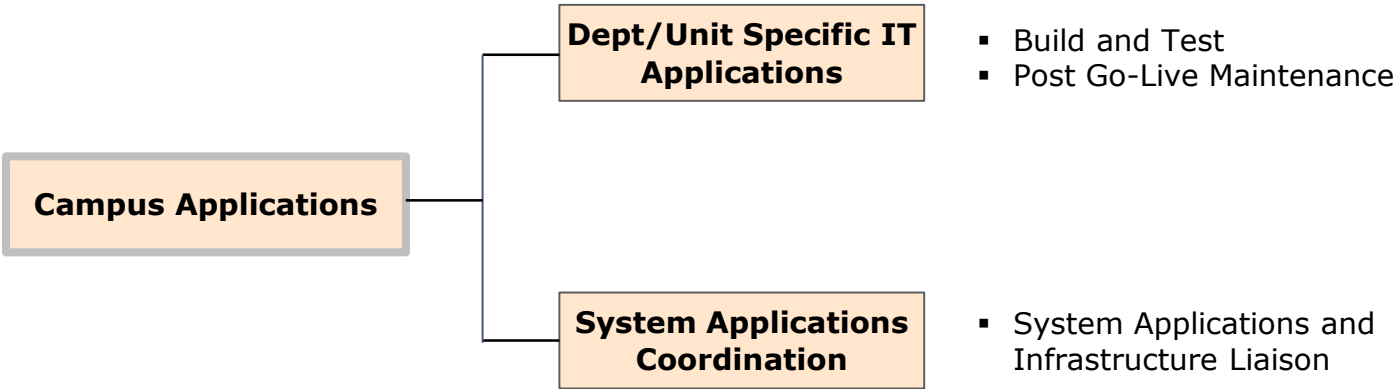 Dept/Unit Specific IT
Applications
▪ Build and Test
▪ Post Go-Live Maintenance
Campus Applications
System Applications
Coordination
▪ System Applications and
Infrastructure Liaison